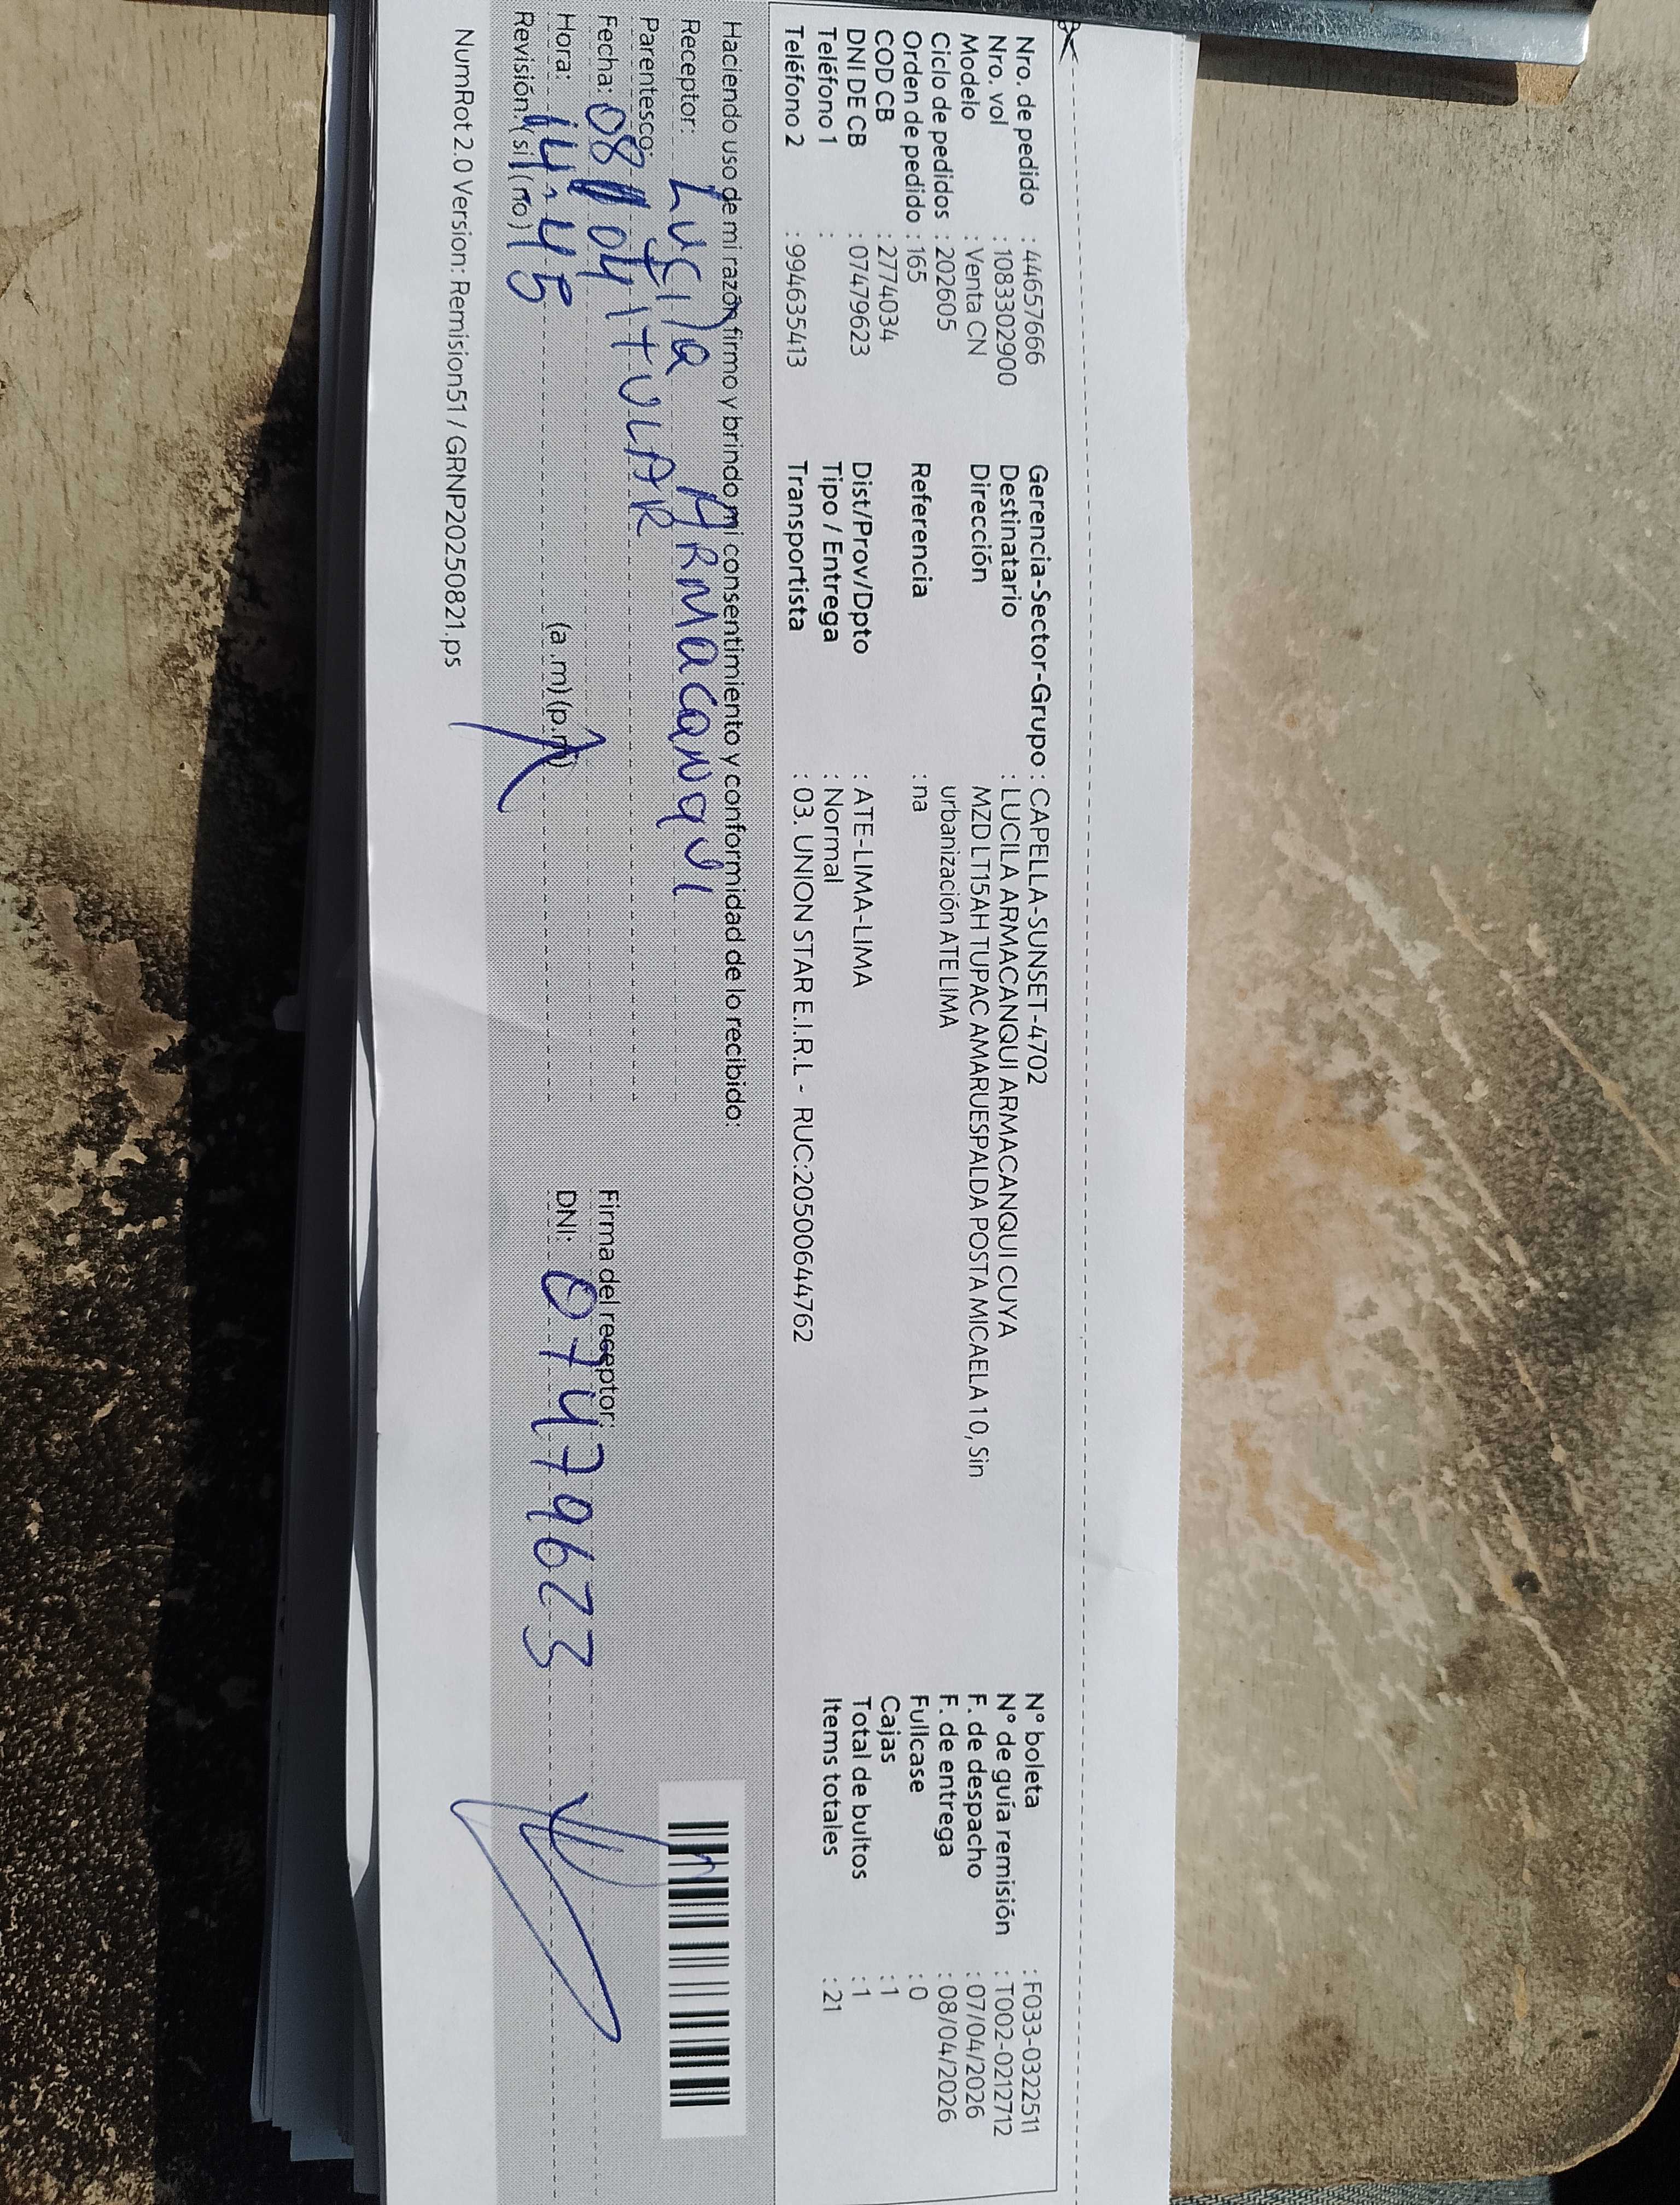 Nro. de pedido : 44657666
Nro. vol : 1083302900
Modelo : Venta CN
Ciclo de pedidos : 202605
Orden de pedido : 165
COD CB : 2774034
DNI DE CB : 07479623
Teléfono 1 :
Teléfono 2 : 994635413
Gerencia-Sector-Grupo : CAPELLA-SUNSET-4702
Destinatario : LUCILA ARMACANQUI ARMACANQUI CUYA
Dirección MZD LT15AH TUPAC AMARUESPALDA POSTA MICAELA 10, Sin
urbanización ATE LIMA
Referencia : na
Dist/Prov/Dpto : ATE-LIMA-LIMA
Tipo / Entrega : Normal
Transportista : 03. UNION STAR E.I.R.L - RUC:20500644762
N° boleta : F033-0322511
N° de guía remisión : T002-0212712
F. de despacho : 07/04/2026
F. de entrega : 08/04/2026
Fullcase : 0
Cajas : 1
Total de bultos : 1
Items totales : 21
Haciendo uso de mi razón firmo y brindo mi consentimiento y conformidad de lo recibido:
Receptor: Lucila ARMACANQUI
Parentesco: TITULAR
Fecha: 08 04
Hora: 14:45 (a.m)(p.m)
Revisión: (si) (no)
Firma del receptor:
DNI: 07479623
NumRot 2.0 Version: Remision51 / GRNP20250821.ps